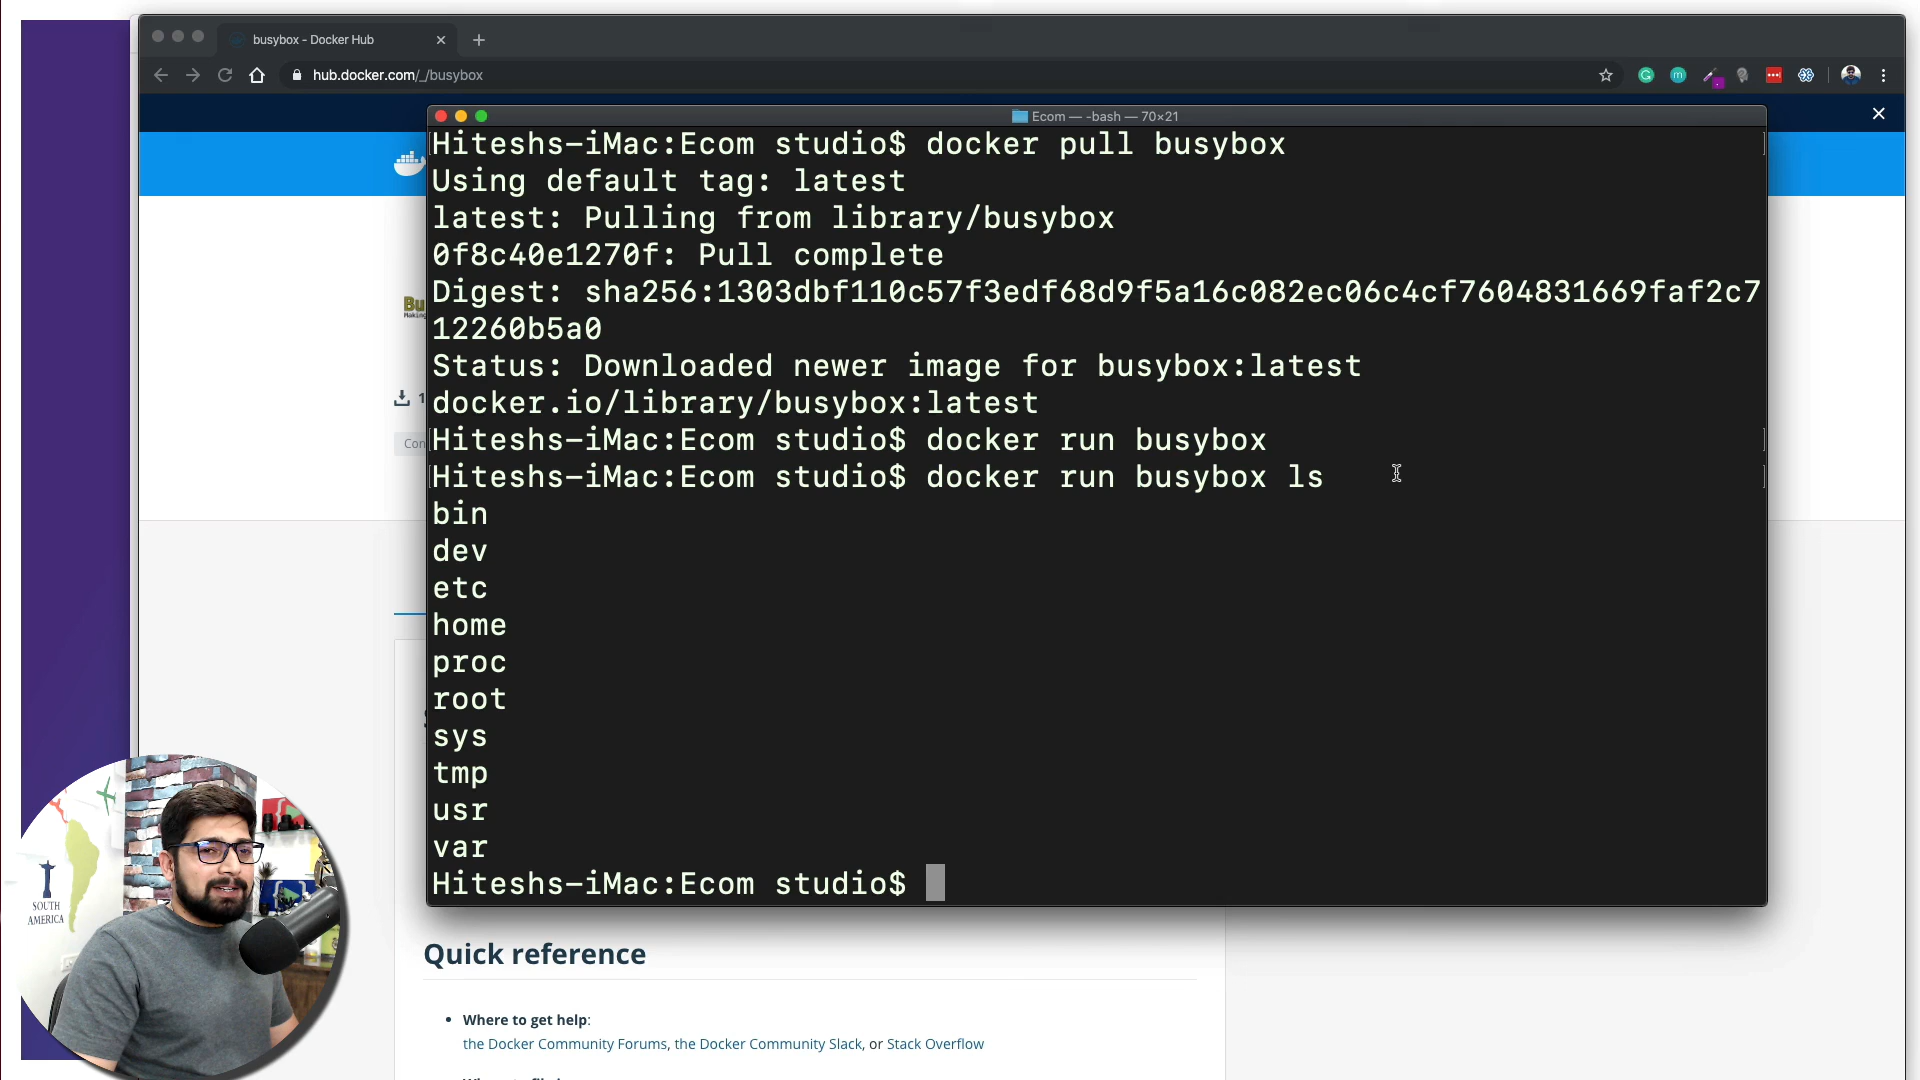 busybox - Docker Hub
hub.docker.com/_/busybox
Ecom — -bash — 70×21
Hiteshs-iMac:Ecom studio$ docker pull busybox
Using default tag: latest
latest: Pulling from library/busybox
0f8c40e1270f: Pull complete
Digest: sha256:1303dbf110c57f3edf68d9f5a16c082ec06c4cf7604831669faf2c7
12260b5a0
Status: Downloaded newer image for busybox:latest
docker.io/library/busybox:latest
Hiteshs-iMac:Ecom studio$ docker run busybox
Hiteshs-iMac:Ecom studio$ docker run busybox ls
bin
dev
etc
home
proc
root
sys
tmp
usr
var
Hiteshs-iMac:Ecom studio$
SOUTH
AMERICA
Quick reference
• Where to get help:
the Docker Community Forums, the Docker Community Slack, or Stack Overflow